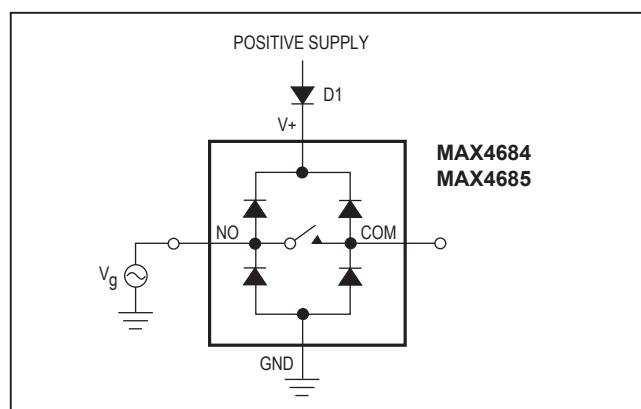 POSITIVE SUPPLY
D1
V+
MAX4684
MAX4685
NO
COM
Vg
GND